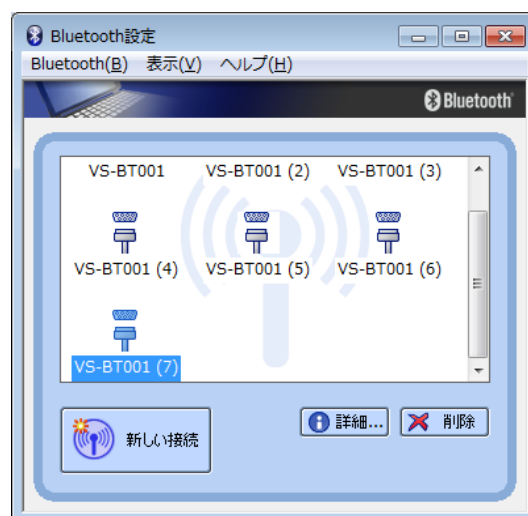 Bluetooth設定
Bluetooth(B) 表示(V) ヘルプ(H)
Bluetooth
VS-BT001 VS-BT001 (2) VS-BT001 (3)
VS-BT001 (4) VS-BT001 (5) VS-BT001 (6)
VS-BT001 (7)
新しい接続 詳細... 削除